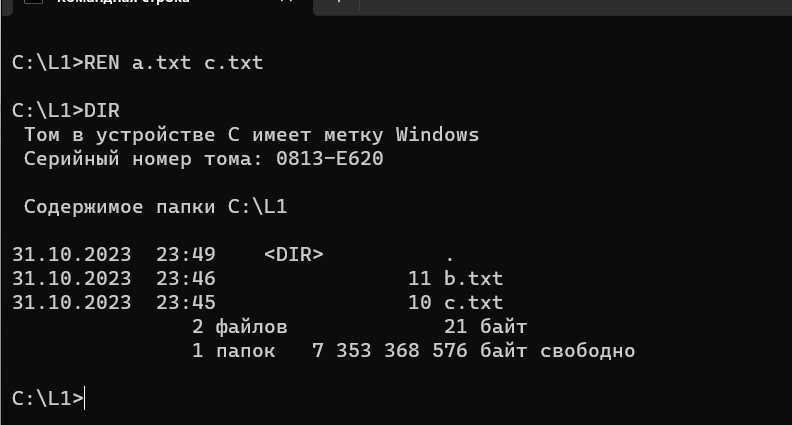 Командная строка
C:\L1>REN a.txt c.txt
C:\L1>DIR
Том в устройстве C имеет метку Windows
Серийный номер тома: 0813-E620
Содержимое папки C:\L1
31.10.2023  23:49    <DIR>          .
31.10.2023  23:46                11 b.txt
31.10.2023  23:45                10 c.txt
2 файлов             21 байт
1 папок   7 353 368 576 байт свободно
C:\L1>